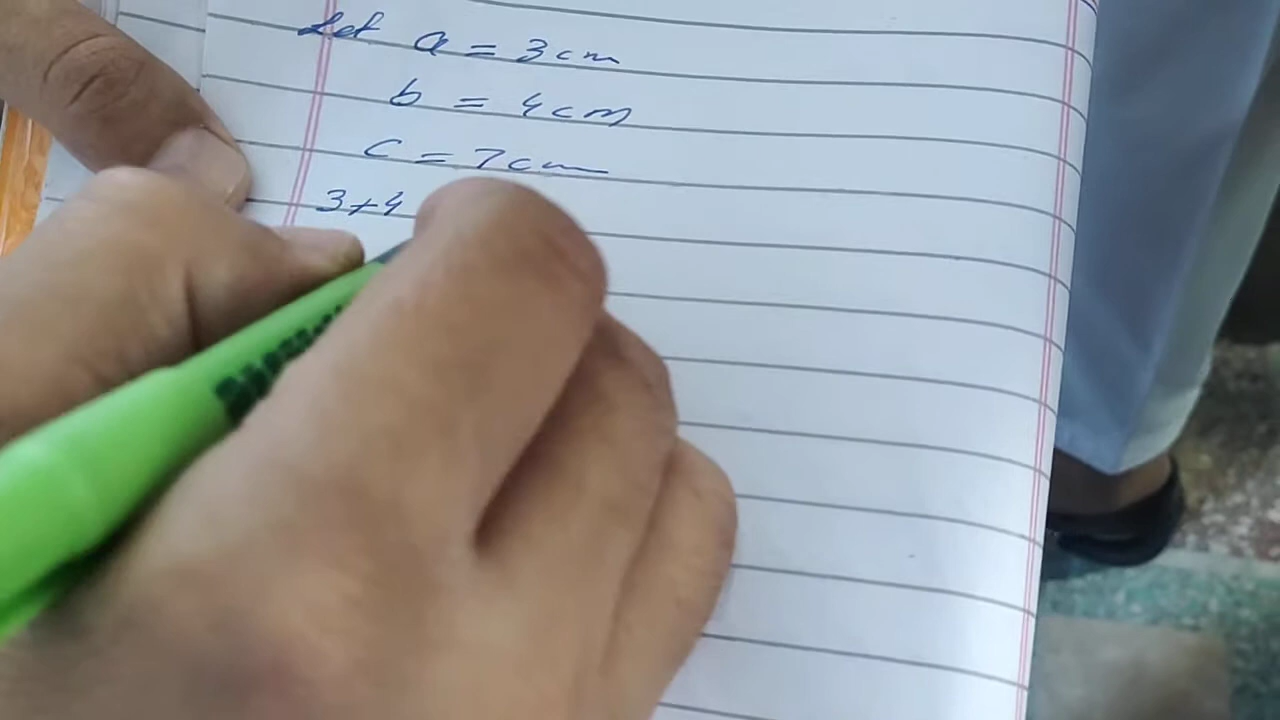 Let a = 3cm
b = 4cm
c = 7cm
3+4